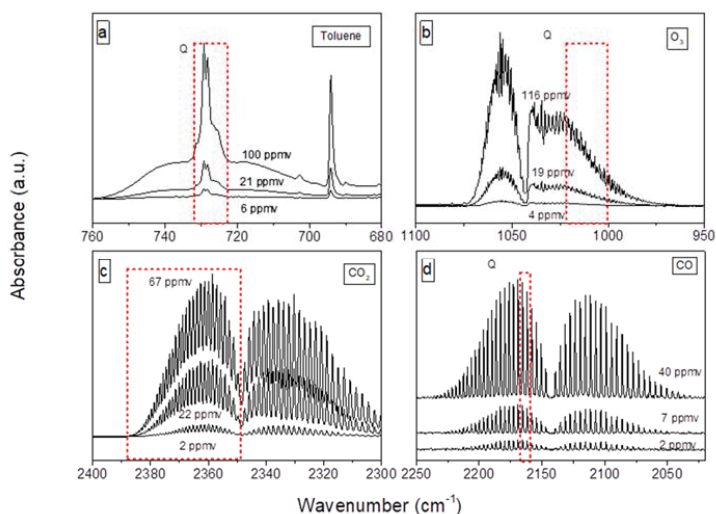 a
Q
Toluene
100 ppmv
21 ppmv
6 ppmv
760 740 720 700 680
b
Q
O₃
116 ppmv
19 ppmv
4 ppmv
1100 1050 1000 950
Absorbance (a.u.)
c
67 ppmv
CO₂
22 ppmv
2 ppmv
2400 2380 2360 2340 2320 2300
d
Q
CO
40 ppmv
7 ppmv
2 ppmv
2250 2200 2150 2100 2050
Wavenumber (cm⁻¹)